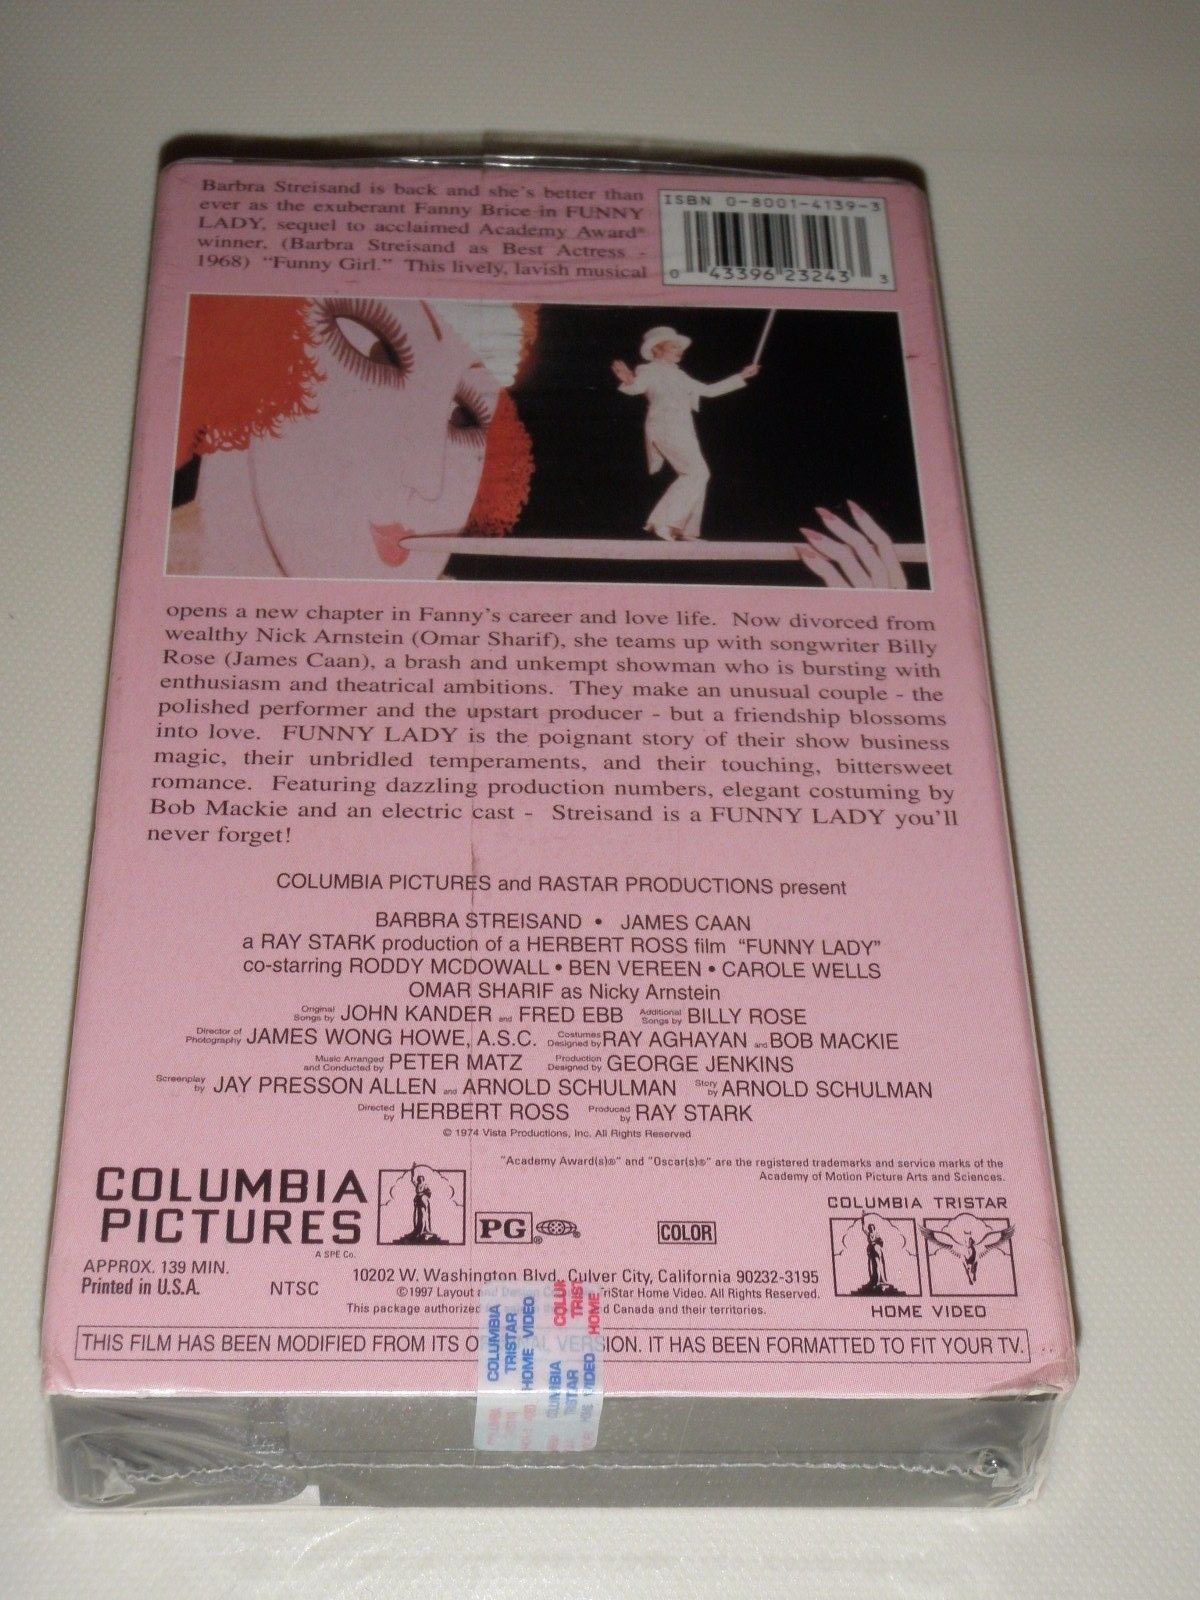 Barbra Streisand is back and she's better than
ever as the exuberant Fanny Brice in FUNNY
LADY, sequel to acclaimed Academy Award®
winner, (Barbra Streisand as Best Actress -
1968) "Funny Girl." This lively, lavish musical
ISBN 0-8001-4139-3
0 43396 23243 3
opens a new chapter in Fanny's career and love life. Now divorced from
wealthy Nick Arnstein (Omar Sharif), she teams up with songwriter Billy
Rose (James Caan), a brash and unkempt showman who is bursting with
enthusiasm and theatrical ambitions. They make an unusual couple - the
polished performer and the upstart producer - but a friendship blossoms
into love. FUNNY LADY is the poignant story of their show business
magic, their unbridled temperaments, and their touching, bittersweet
romance. Featuring dazzling production numbers, elegant costuming by
Bob Mackie and an electric cast - Streisand is a FUNNY LADY you'll
never forget!
COLUMBIA PICTURES and RASTAR PRODUCTIONS present
BARBRA STREISAND • JAMES CAAN
a RAY STARK production of a HERBERT ROSS film "FUNNY LADY"
co-starring RODDY MCDOWALL • BEN VEREEN • CAROLE WELLS
OMAR SHARIF as Nicky Arnstein
Original Songs by JOHN KANDER and FRED EBB Additional Songs by BILLY ROSE
Director of Photography JAMES WONG HOWE, A.S.C. Costumes Designed by RAY AGHAYAN and BOB MACKIE
Music Arranged and Conducted by PETER MATZ Production Designed by GEORGE JENKINS
Screenplay by JAY PRESSON ALLEN and ARNOLD SCHULMAN Story by ARNOLD SCHULMAN
Directed by HERBERT ROSS Produced by RAY STARK
© 1974 Vista Productions, Inc. All Rights Reserved
"Academy Award(s)®" and "Oscar(s)®" are the registered trademarks and service marks of the
Academy of Motion Picture Arts and Sciences.
COLUMBIA
PICTURES
A SPE Co.
PG ®
COLOR
COLUMBIA TRISTAR
HOME VIDEO
APPROX. 139 MIN.
Printed in U.S.A.
NTSC
10202 W. Washington Blvd., Culver City, California 90232-3195
©1997 Layout and Design TriStar Home Video. All Rights Reserved.
This package authorized d Canada and their territories.
THIS FILM HAS BEEN MODIFIED FROM ITS ORIGINAL VERSION. IT HAS BEEN FORMATTED TO FIT YOUR TV.
COLUMBIA
TRISTAR
HOME VIDEO